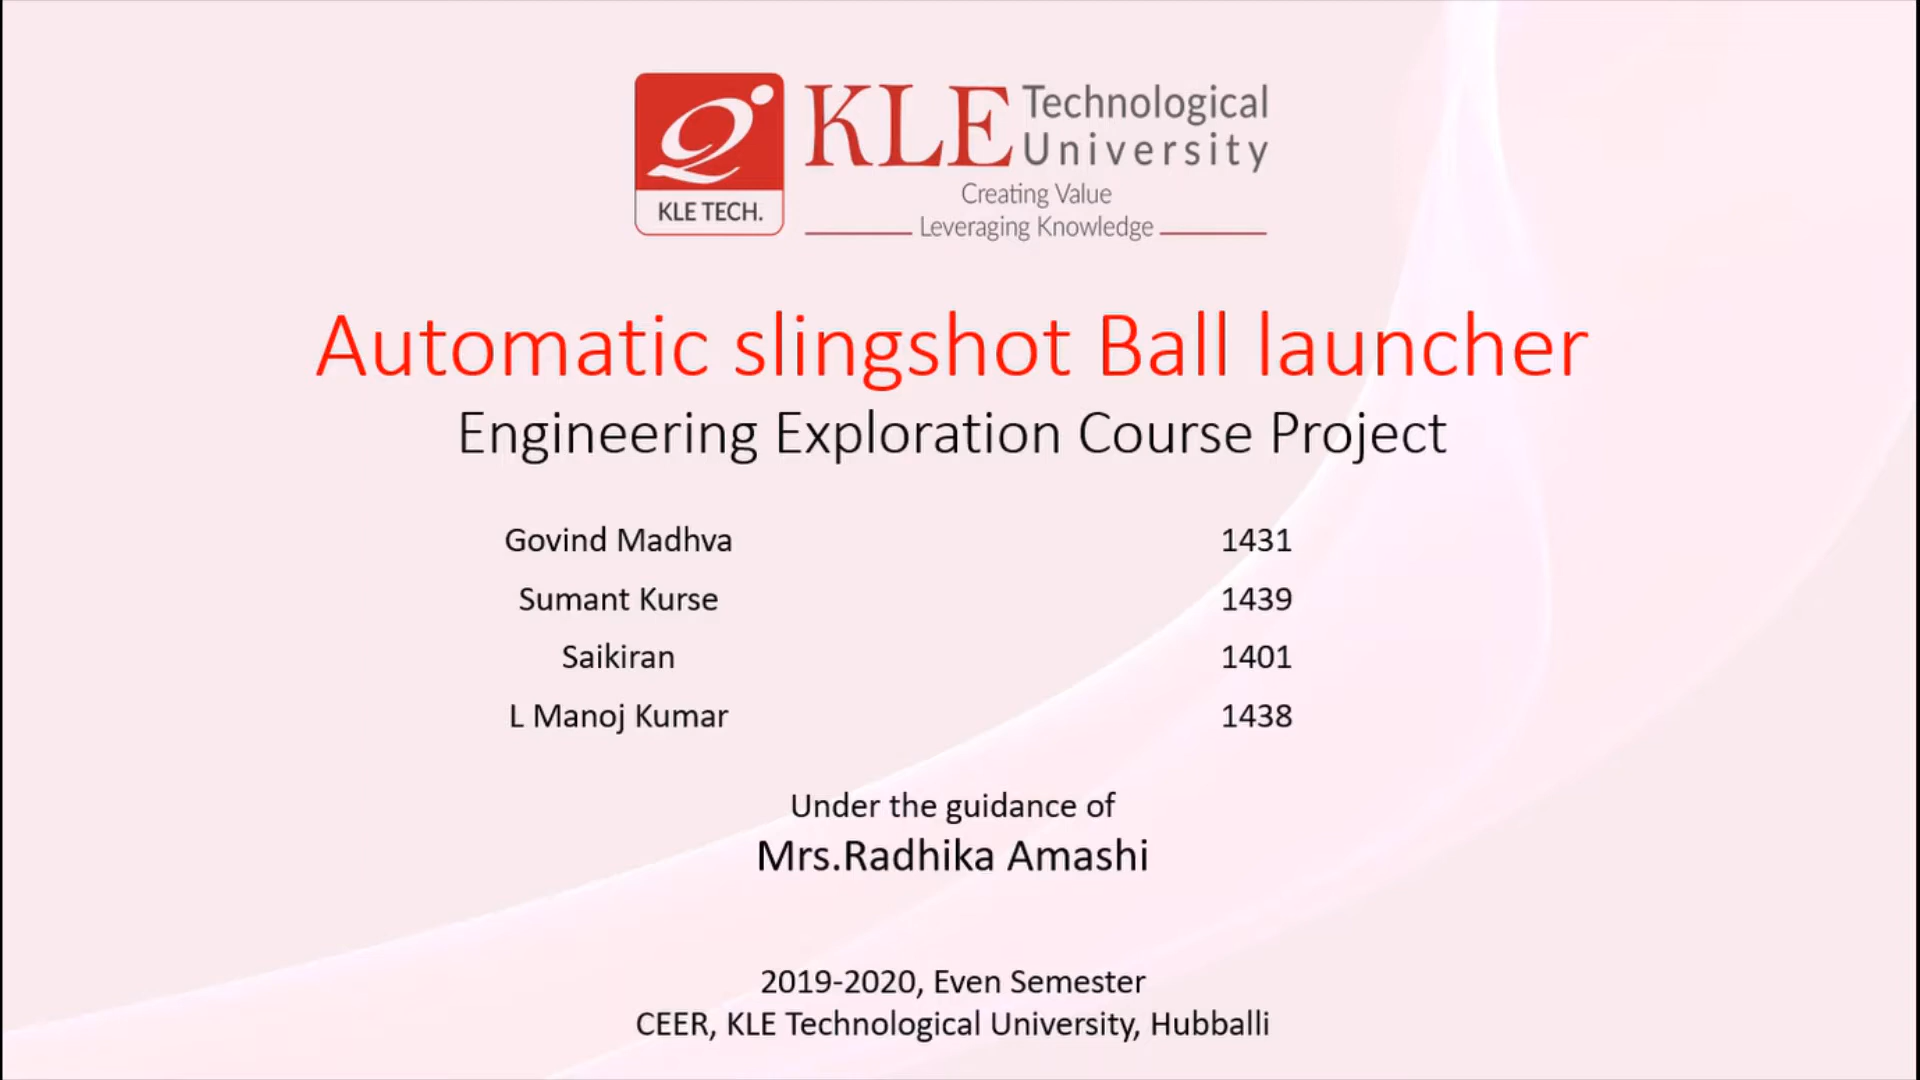 KLE TECH.
KLE Technological
University
Creating Value
Leveraging Knowledge
Automatic slingshot Ball launcher
Engineering Exploration Course Project
Govind Madhva 1431
Sumant Kurse 1439
Saikiran 1401
L Manoj Kumar 1438
Under the guidance of
Mrs.Radhika Amashi
2019-2020, Even Semester
CEER, KLE Technological University, Hubballi